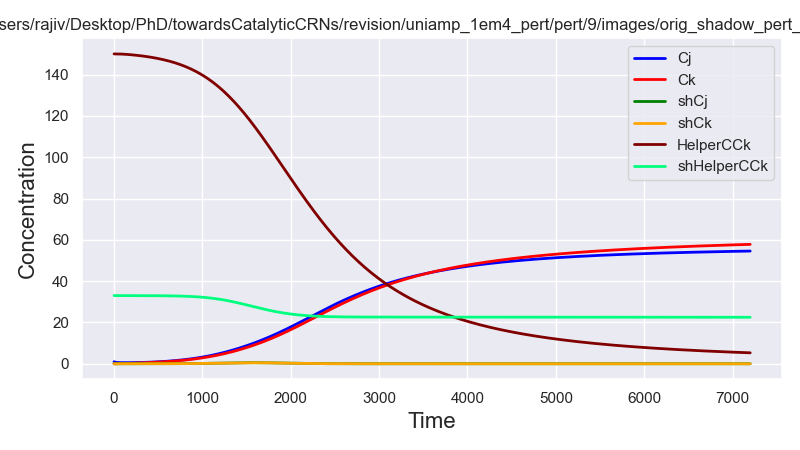 sers/rajiv/Desktop/PhD/towardsCatalyticCRNs/revision/uniamp_1em4_pert/pert/9/images/orig_shadow_pert_
Concentration
140
120
100
80
60
40
20
0
Cj
Ck
shCj
shCk
HelperCCk
shHelperCCk
0 1000 2000 3000 4000 5000 6000 7000
Time